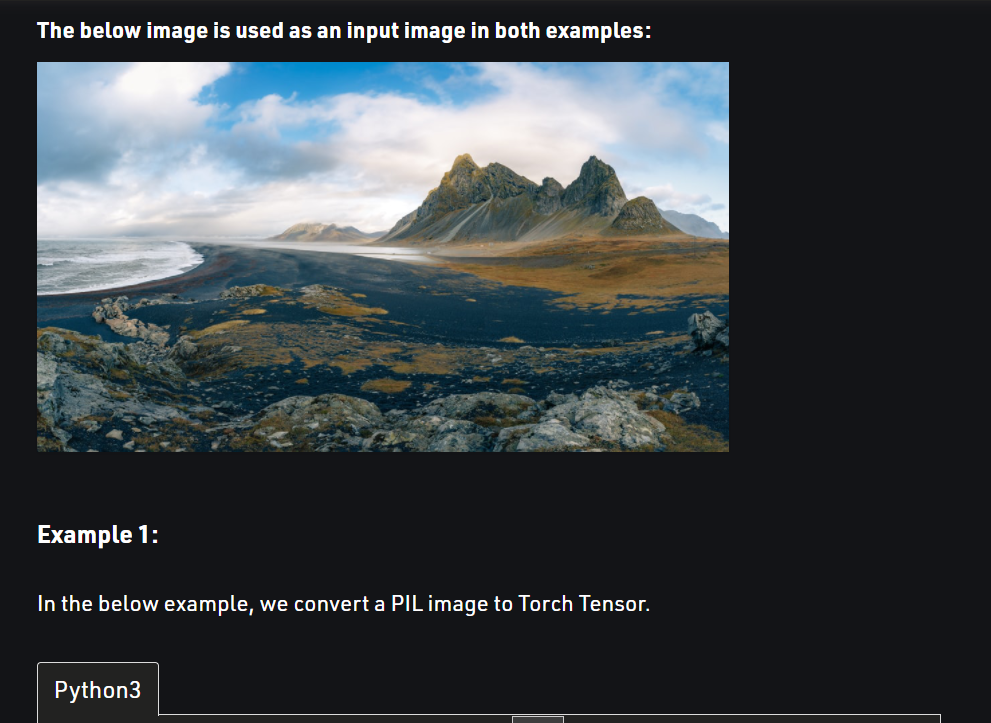 The below image is used as an input image in both examples:
Example 1:
In the below example, we convert a PIL image to Torch Tensor.
Python3